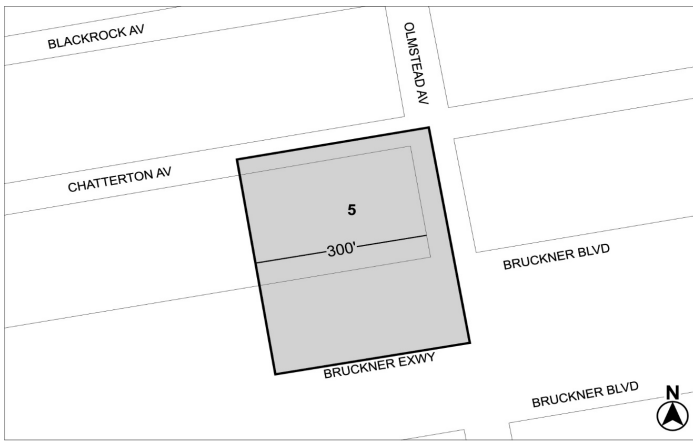 BLACKROCK AV
OLMSTEAD AV
CHATTERTON AV
5
300'
BRUCKNER BLVD
BRUCKNER EXWY
BRUCKNER BLVD
N